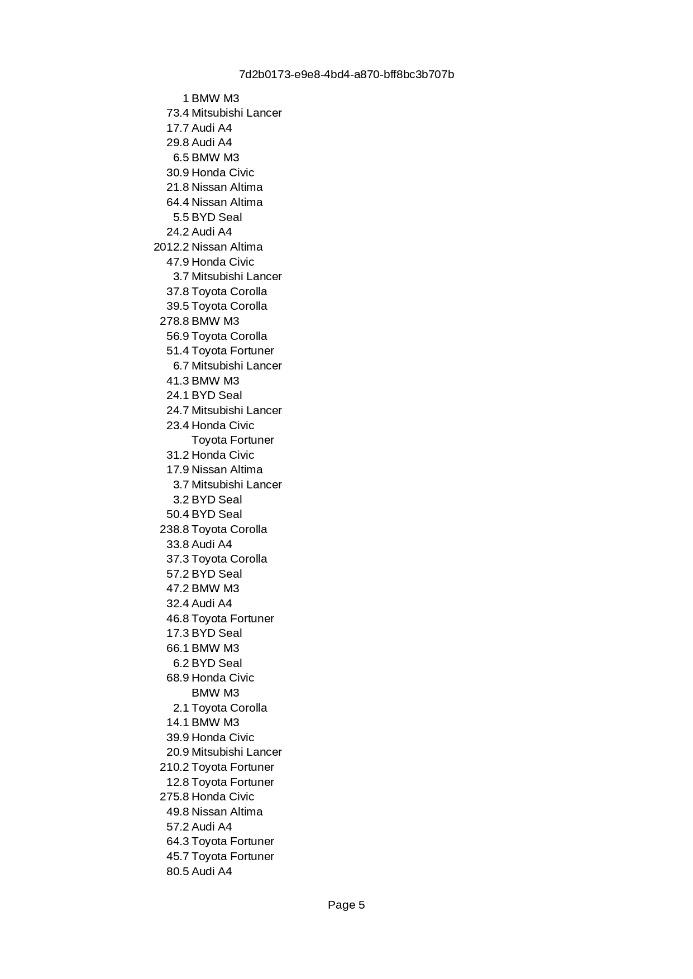 7d2b0173-e9e8-4bd4-a870-bff8bc3b707b
1 BMW M3
73.4 Mitsubishi Lancer
17.7 Audi A4
29.8 Audi A4
6.5 BMW M3
30.9 Honda Civic
21.8 Nissan Altima
64.4 Nissan Altima
5.5 BYD Seal
24.2 Audi A4
2012.2 Nissan Altima
47.9 Honda Civic
3.7 Mitsubishi Lancer
37.8 Toyota Corolla
39.5 Toyota Corolla
278.8 BMW M3
56.9 Toyota Corolla
51.4 Toyota Fortuner
6.7 Mitsubishi Lancer
41.3 BMW M3
24.1 BYD Seal
24.7 Mitsubishi Lancer
23.4 Honda Civic
Toyota Fortuner
31.2 Honda Civic
17.9 Nissan Altima
3.7 Mitsubishi Lancer
3.2 BYD Seal
50.4 BYD Seal
238.8 Toyota Corolla
33.8 Audi A4
37.3 Toyota Corolla
57.2 BYD Seal
47.2 BMW M3
32.4 Audi A4
46.8 Toyota Fortuner
17.3 BYD Seal
66.1 BMW M3
6.2 BYD Seal
68.9 Honda Civic
BMW M3
2.1 Toyota Corolla
14.1 BMW M3
39.9 Honda Civic
20.9 Mitsubishi Lancer
210.2 Toyota Fortuner
12.8 Toyota Fortuner
275.8 Honda Civic
49.8 Nissan Altima
57.2 Audi A4
64.3 Toyota Fortuner
45.7 Toyota Fortuner
80.5 Audi A4
Page 5